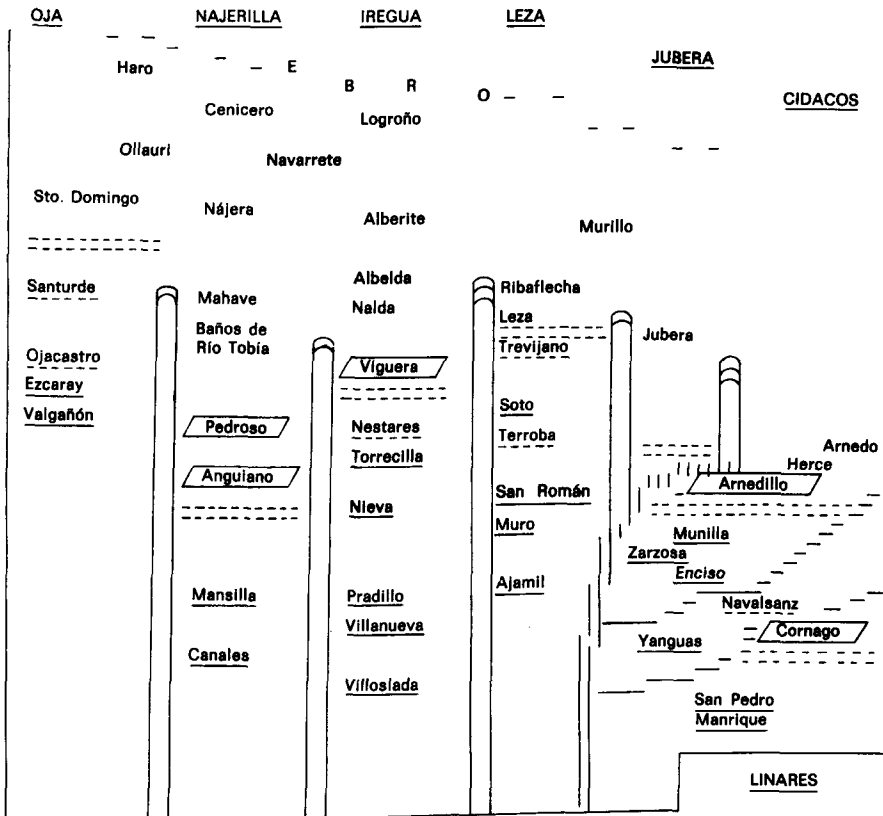 OJA
NAJERILLA
IREGUA
LEZA
JUBERA
CIDACOS
E B R O
Haro
Cenicero
Logroño
Ollauri
Navarrete
Sto. Domingo
Nájera
Alberite
Murillo
Santurde
Mahave
Albelda
Nalda
Ribaflecha
Leza
Baños de
Río Tobía
Jubera
Trevijano
Ojacastro
Viguera
Ezcaray
Valgañón
Pedroso
Nestares
Soto
Terroba
Torrecilla
Anguiano
Arnedo
Herce
Arnedillo
Nieva
San Román
Muro
Munilla
Zarzosa
Enciso
Mansilla
Pradillo
Ajamil
Navalsanz
Villanueva
Cornago
Canales
Yanguas
Villoslada
San Pedro
Manrique
LINARES